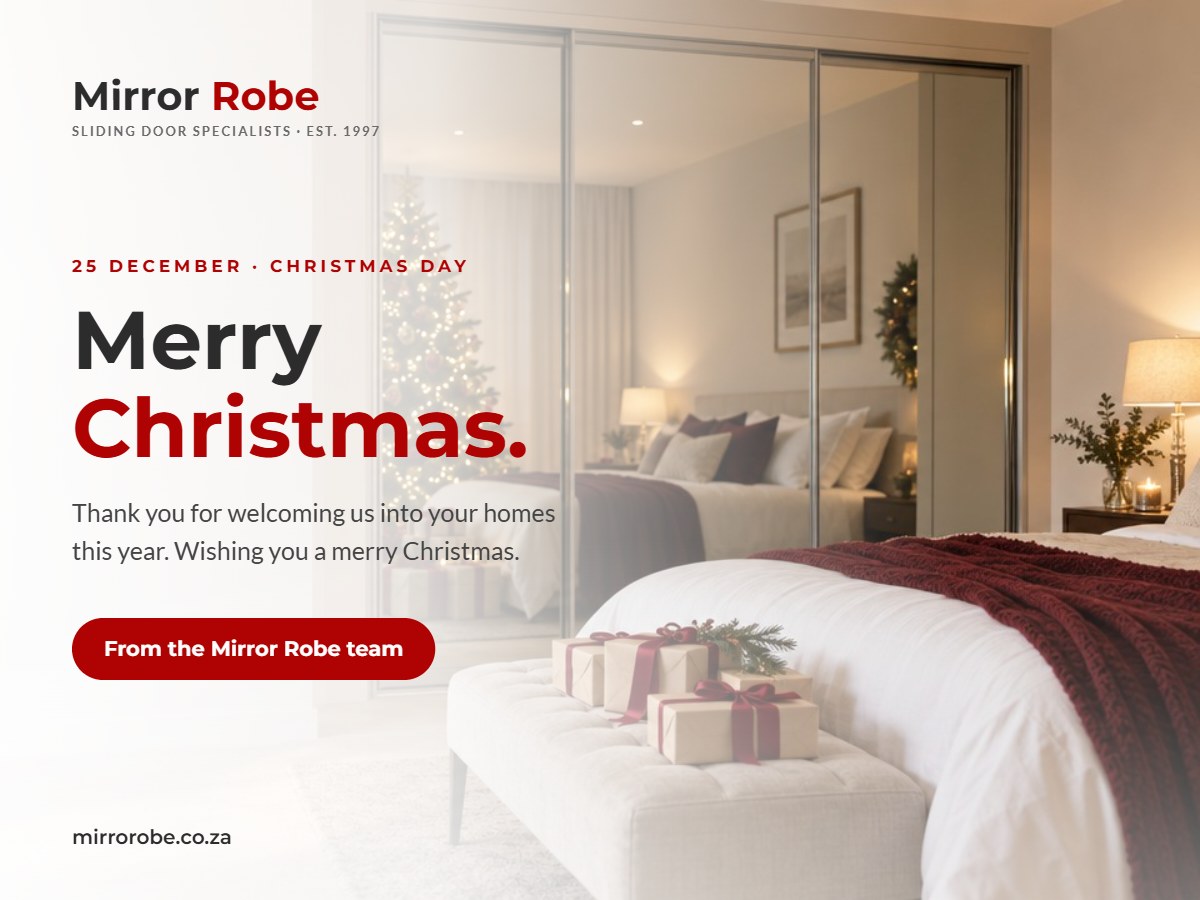 Mirror Robe
SLIDING DOOR SPECIALISTS · EST. 1997
25 DECEMBER · CHRISTMAS DAY
Merry
Christmas.
Thank you for welcoming us into your homes
this year. Wishing you a merry Christmas.
From the Mirror Robe team
mirrorobe.co.za